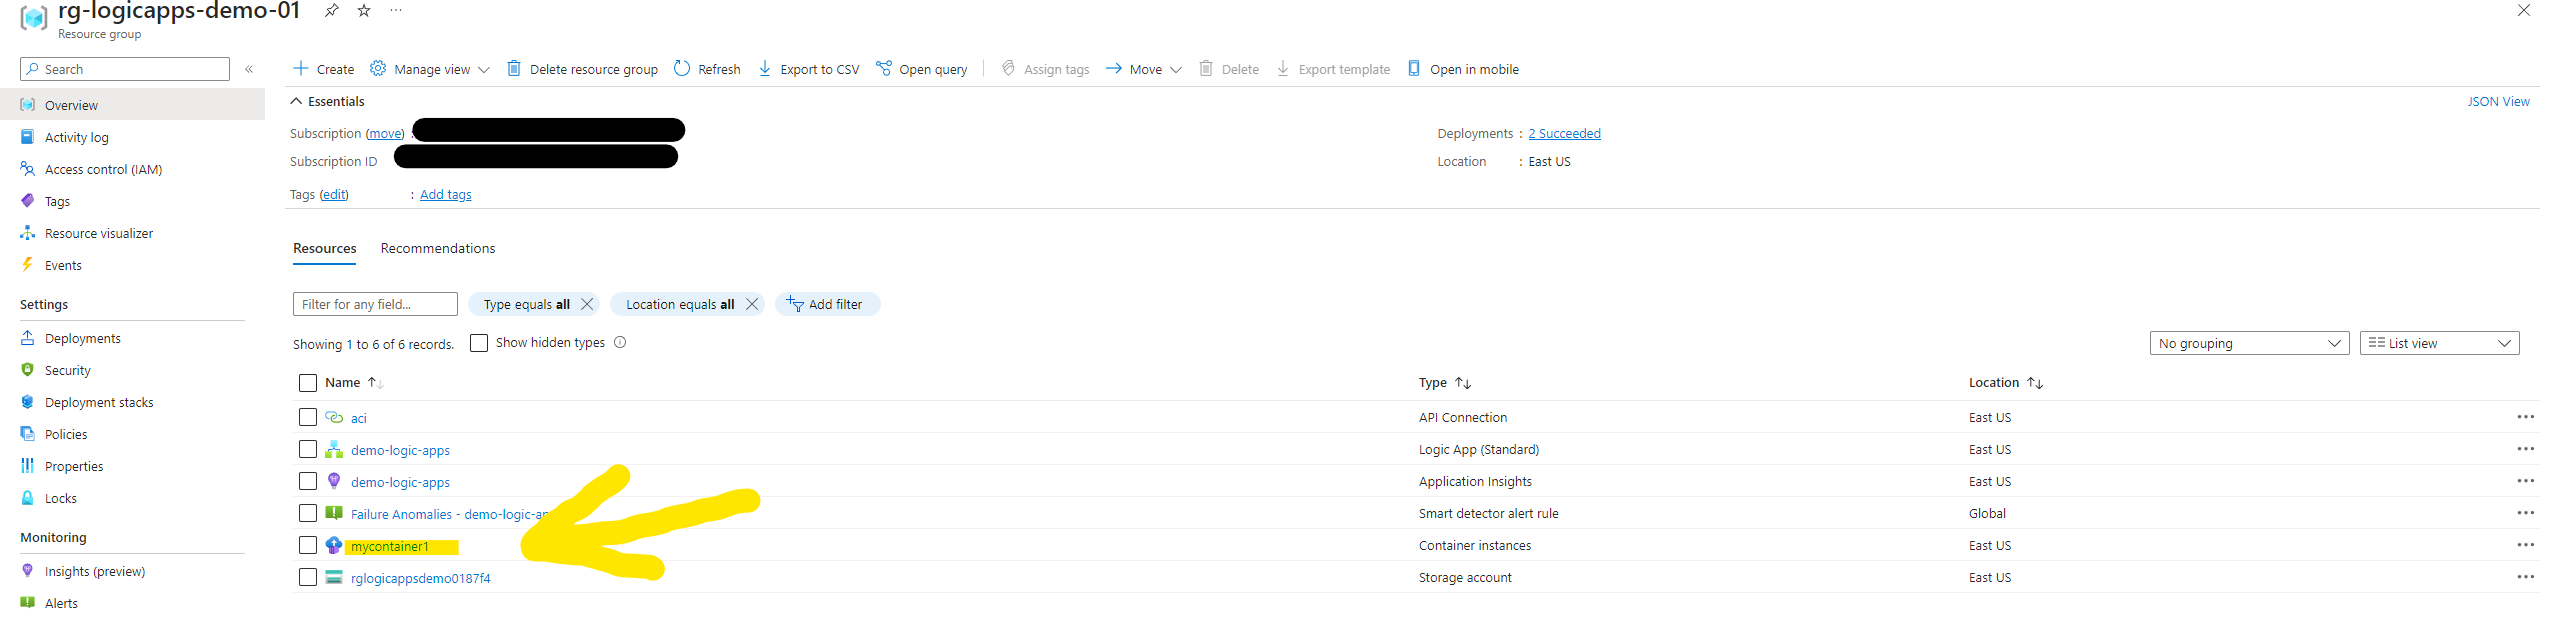 rg-logicapps-demo-01
Resource group
Search
Overview
Activity log
Access control (IAM)
Tags
Resource visualizer
Events
Settings
Deployments
Security
Deployment stacks
Policies
Properties
Locks
Monitoring
Insights (preview)
Alerts
Create Manage view Delete resource group Refresh Export to CSV Open query Assign tags Move Delete Export template Open in mobile
Essentials JSON View
Subscription (move) : Deployments : 2 Succeeded
Subscription ID Location : East US
Tags (edit) : Add tags
Resources Recommendations
Filter for any field... Type equals all Location equals all Add filter
Showing 1 to 6 of 6 records. Show hidden types No grouping List view
Name Type Location
aci API Connection East US
demo-logic-apps Logic App (Standard) East US
demo-logic-apps Application Insights East US
Failure Anomalies - demo-logic-ap Smart detector alert rule Global
mycontainer1 Container instances East US
rglogicappsdemo0187f4 Storage account East US